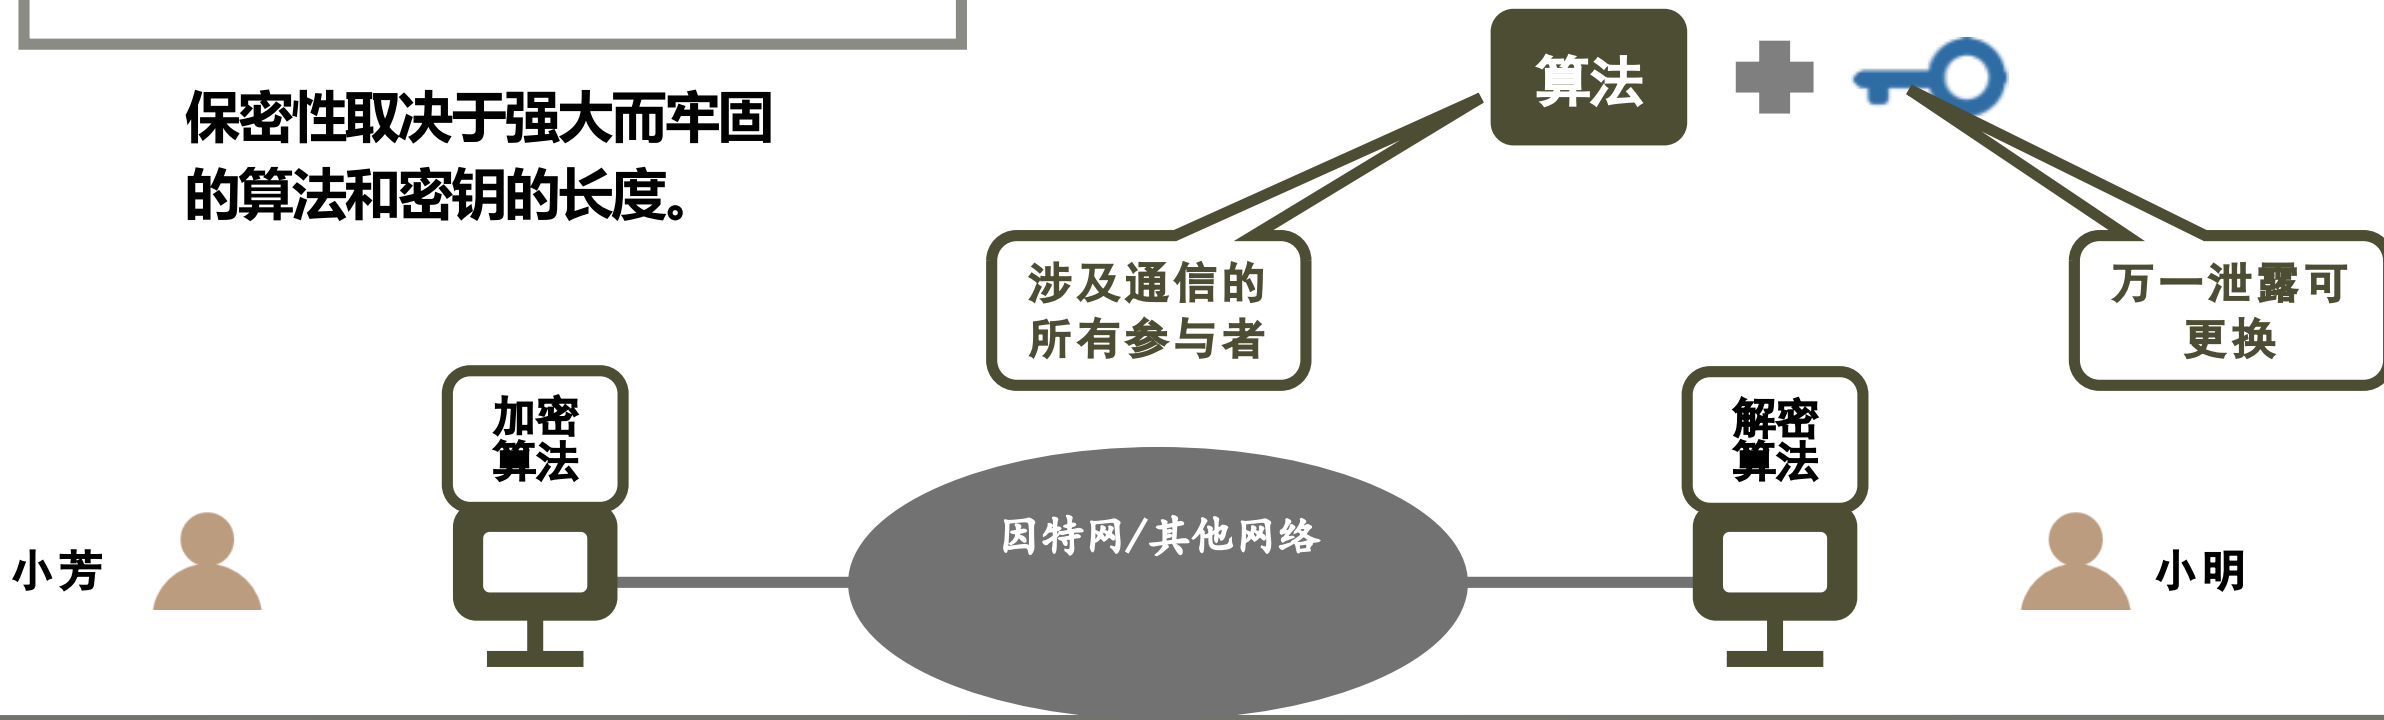 算法
保密性取决于强大而牢固
的算法和密钥的长度。
涉及通信的
所有参与者
万一泄露可
更换
加密
算法
解密
算法
因特网/其他网络
小芳
小明